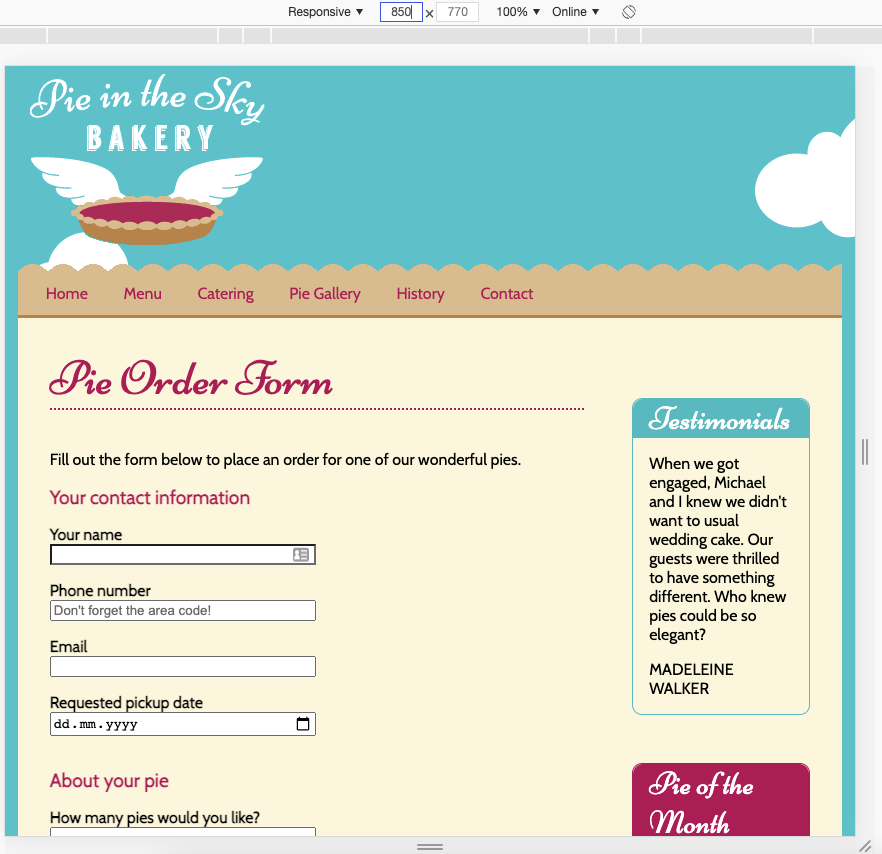 Responsive ▼ 850 × 770 100% ▼ Online ▼
Pie in the Sky
BAKERY
Home Menu Catering Pie Gallery History Contact
Pie Order Form
Fill out the form below to place an order for one of our wonderful pies.
Your contact information
Your name
Phone number
Don't forget the area code!
Email
Requested pickup date
dd.mm.yyyy
About your pie
How many pies would you like?
Testimonials
When we got
engaged, Michael
and I knew we didn't
want to usual
wedding cake. Our
guests were thrilled
to have something
different. Who knew
pies could be so
elegant?
MADELEINE
WALKER
Pie of the
Month